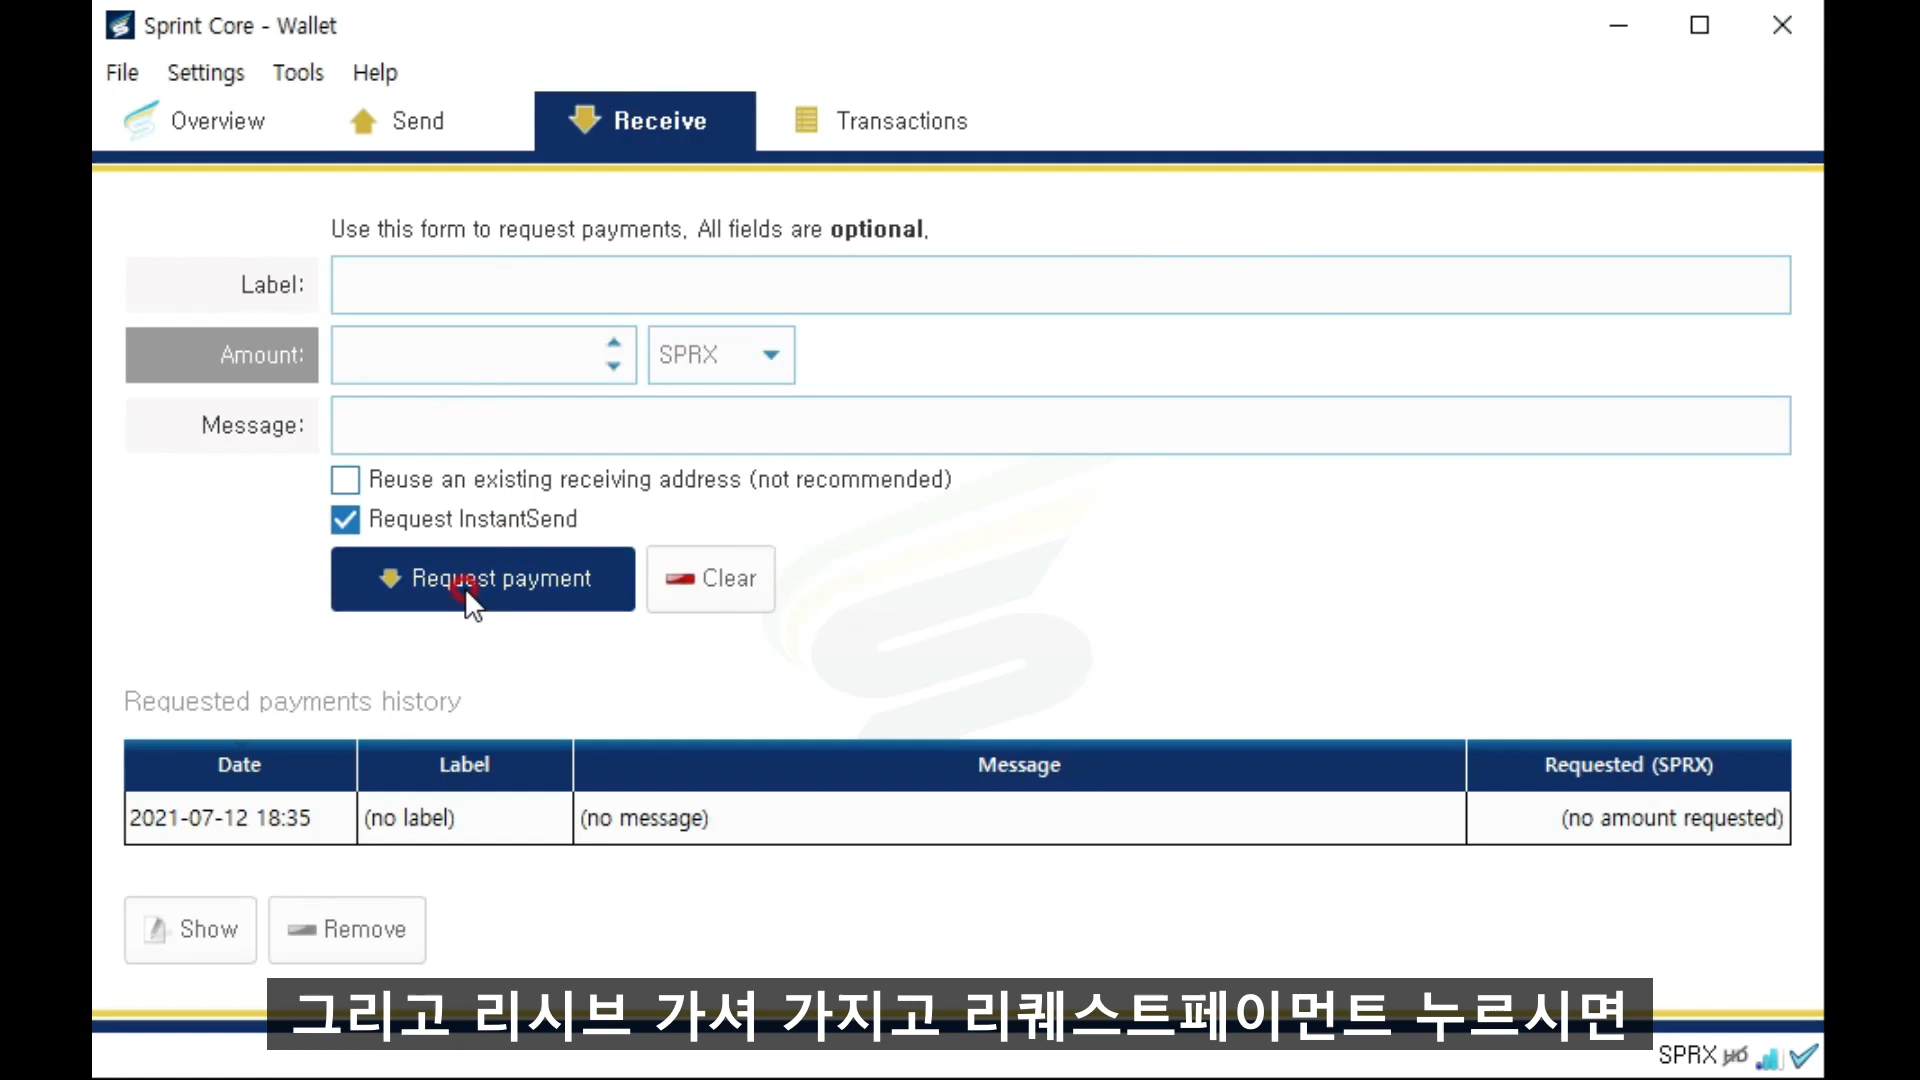 Sprint Core - Wallet
File Settings Tools Help
Overview Send Receive Transactions
Use this form to request payments. All fields are optional.
Label:
Amount: SPRX
Message:
Reuse an existing receiving address (not recommended)
Request InstantSend
Request payment Clear
Requested payments history
Date Label Message Requested (SPRX)
2021-07-12 18:35 (no label) (no message) (no amount requested)
Show Remove
그리고 리시브 가셔 가지고 리퀘스트페이먼트 누르시면
SPRX HD